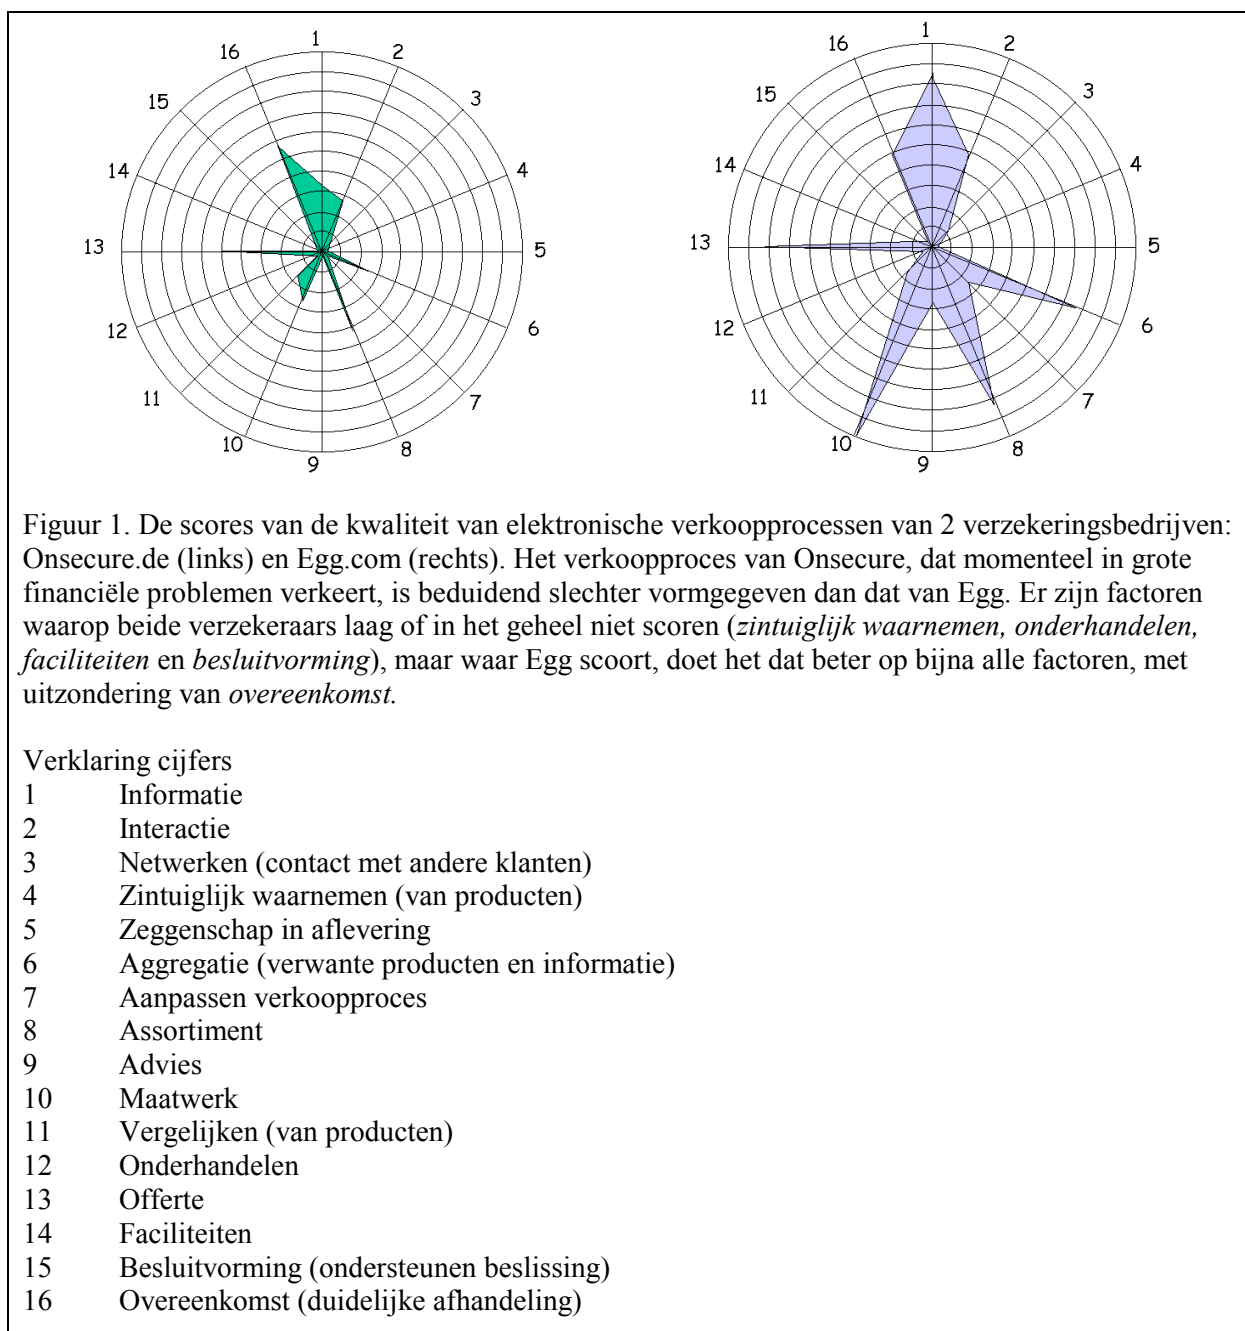 1
2
3
4
5
6
7
8
9
10
11
12
13
14
15
16
1
2
3
4
5
6
7
8
9
10
11
12
13
14
15
16
Figuur 1. De scores van de kwaliteit van elektronische verkoopprocessen van 2 verzekeringsbedrijven:
Onsecure.de (links) en Egg.com (rechts). Het verkoopproces van Onsecure, dat momenteel in grote
financiële problemen verkeert, is beduidend slechter vormgegeven dan dat van Egg. Er zijn factoren
waarop beide verzekeraars laag of in het geheel niet scoren (zintuiglijk waarnemen, onderhandelen,
faciliteiten en besluitvorming), maar waar Egg scoort, doet het dat beter op bijna alle factoren, met
uitzondering van overeenkomst.
Verklaring cijfers
1 Informatie
2 Interactie
3 Netwerken (contact met andere klanten)
4 Zintuiglijk waarnemen (van producten)
5 Zeggenschap in aflevering
6 Aggregatie (verwante producten en informatie)
7 Aanpassen verkoopproces
8 Assortiment
9 Advies
10 Maatwerk
11 Vergelijken (van producten)
12 Onderhandelen
13 Offerte
14 Faciliteiten
15 Besluitvorming (ondersteunen beslissing)
16 Overeenkomst (duidelijke afhandeling)